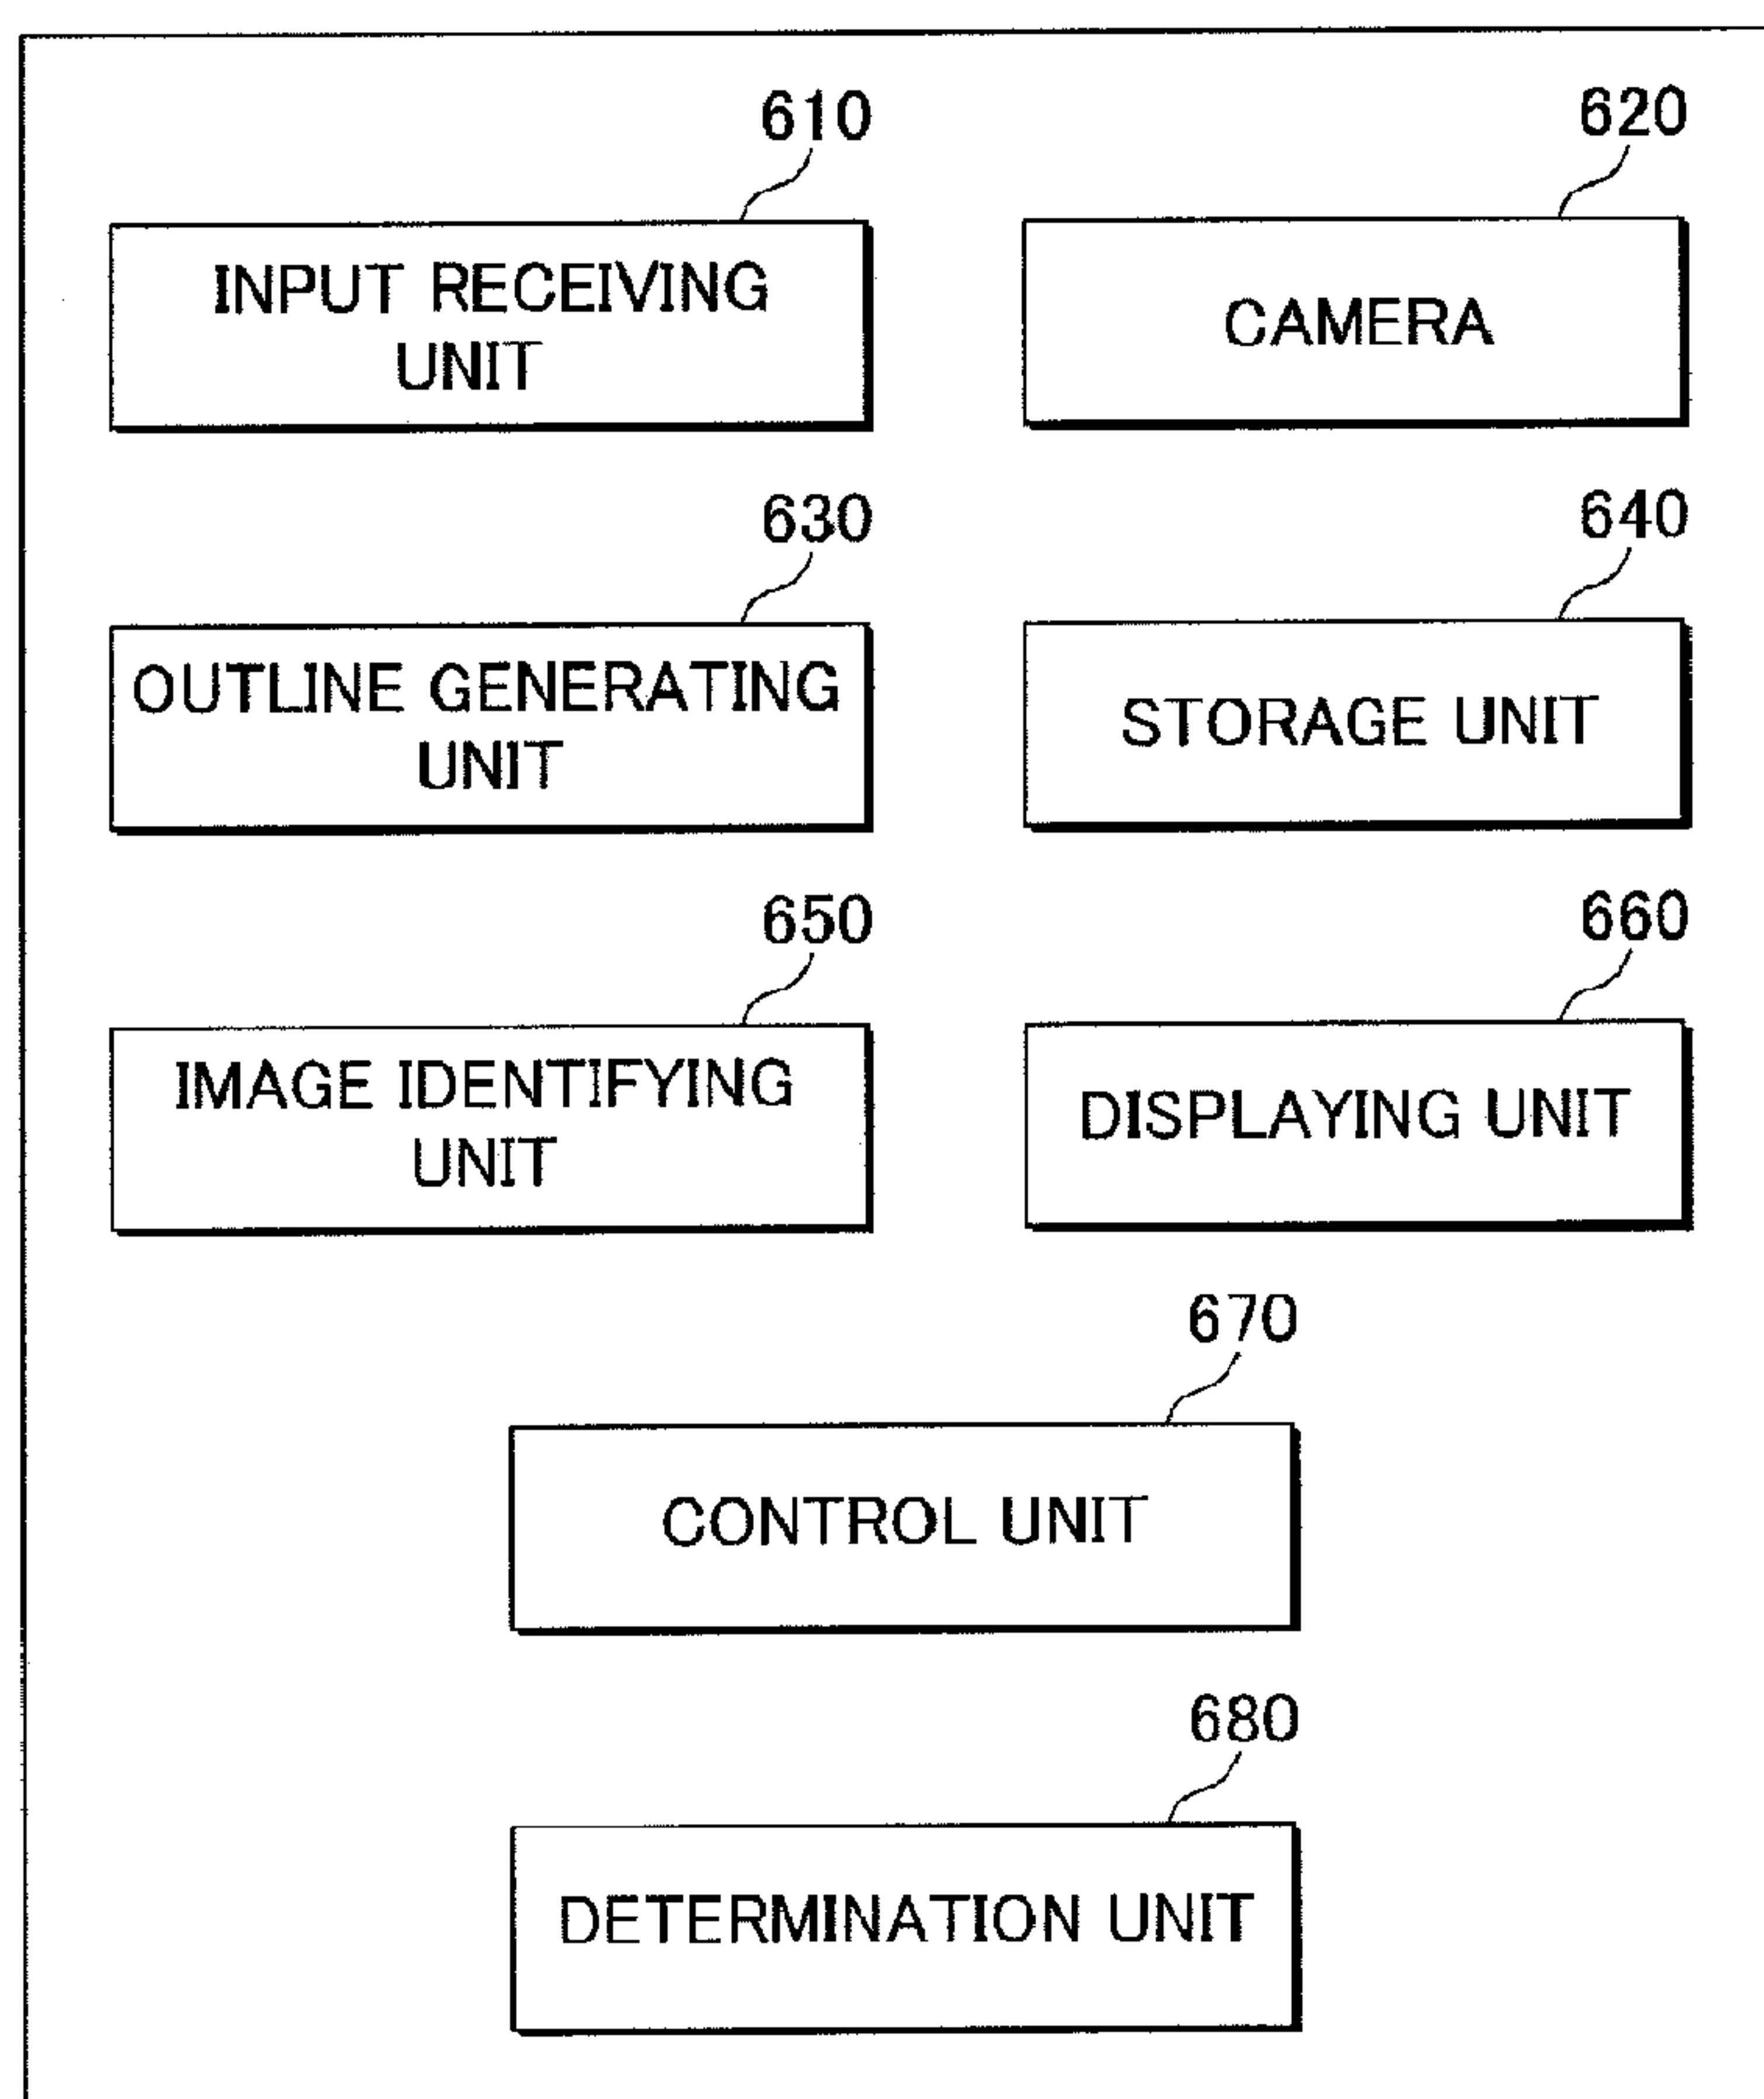 610
620
INPUT RECEIVING
UNIT
CAMERA
630
640
OUTLINE GENERATING
UNIT
STORAGE UNIT
650
660
IMAGE IDENTIFYING
UNIT
DISPLAYING UNIT
670
CONTROL UNIT
680
DETERMINATION UNIT